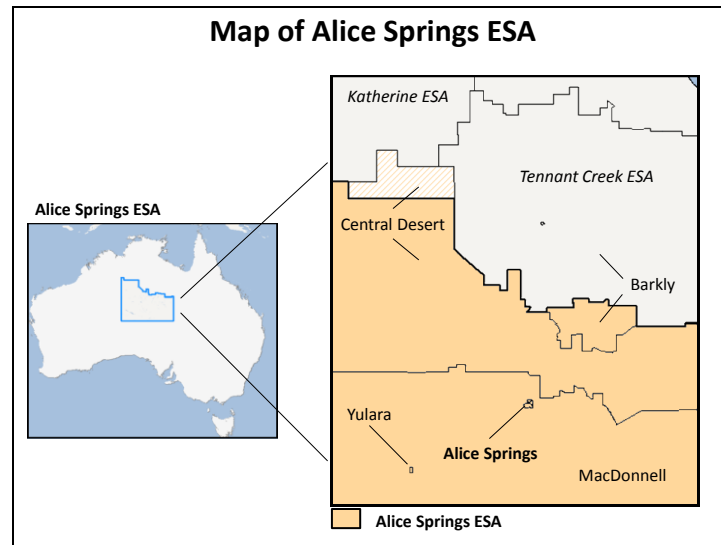 Map of Alice Springs ESA
Katherine ESA
Tennant Creek ESA
Alice Springs ESA
Central Desert
Barkly
Yulara
Alice Springs
MacDonnell
Alice Springs ESA